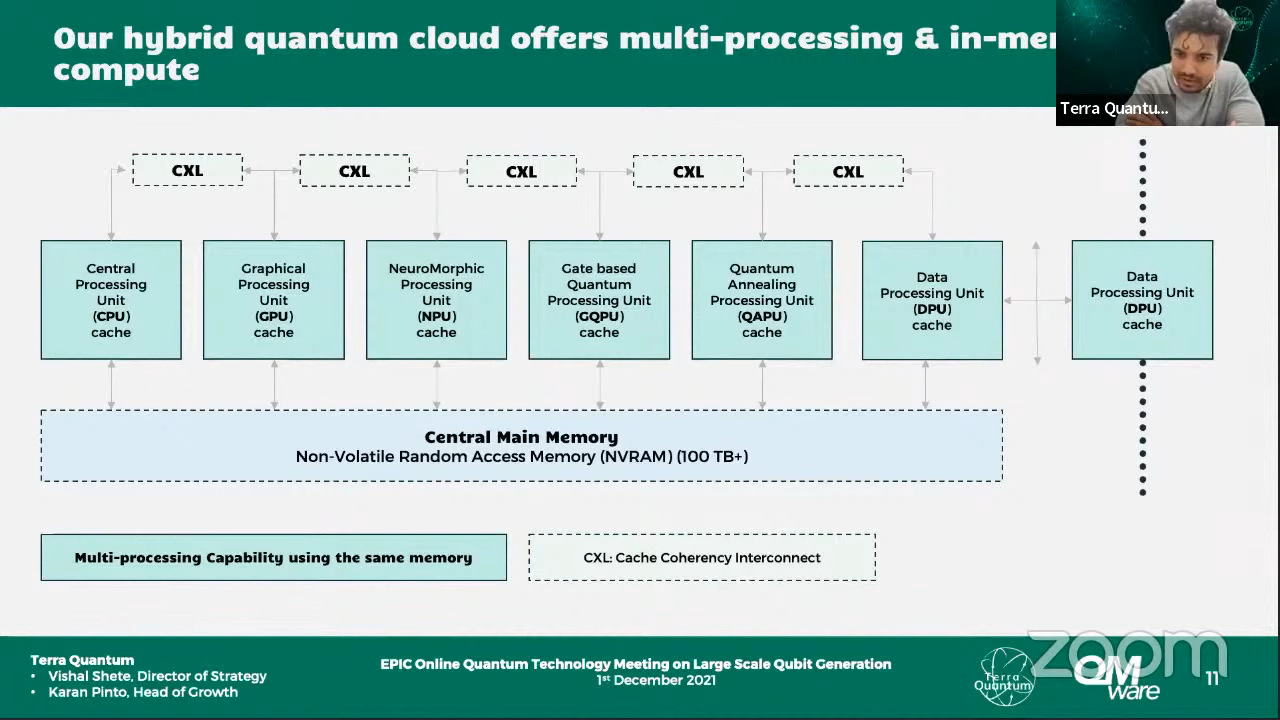 Our hybrid quantum cloud offers multi-processing & in-mem
compute
Terra Quantu...
CXL
CXL
CXL
CXL
CXL
Central
Processing
Unit
(CPU)
cache
Graphical
Processing
Unit
(GPU)
cache
NeuroMorphic
Processing
Unit
(NPU)
cache
Gate based
Quantum
Processing Unit
(GQPU)
cache
Quantum
Annealing
Processing Unit
(QAPU)
cache
Data
Processing Unit
(DPU)
cache
Data
Processing Unit
(DPU)
cache
Central Main Memory
Non-Volatile Random Access Memory (NVRAM) (100 TB+)
Multi-processing Capability using the same memory
CXL: Cache Coherency Interconnect
Terra Quantum
• Vishal Shete, Director of Strategy
• Karan Pinto, Head of Growth
EPIC Online Quantum Technology Meeting on Large Scale Qubit Generation
1st December 2021
Terra
Quantum
zoom
QM
ware
11